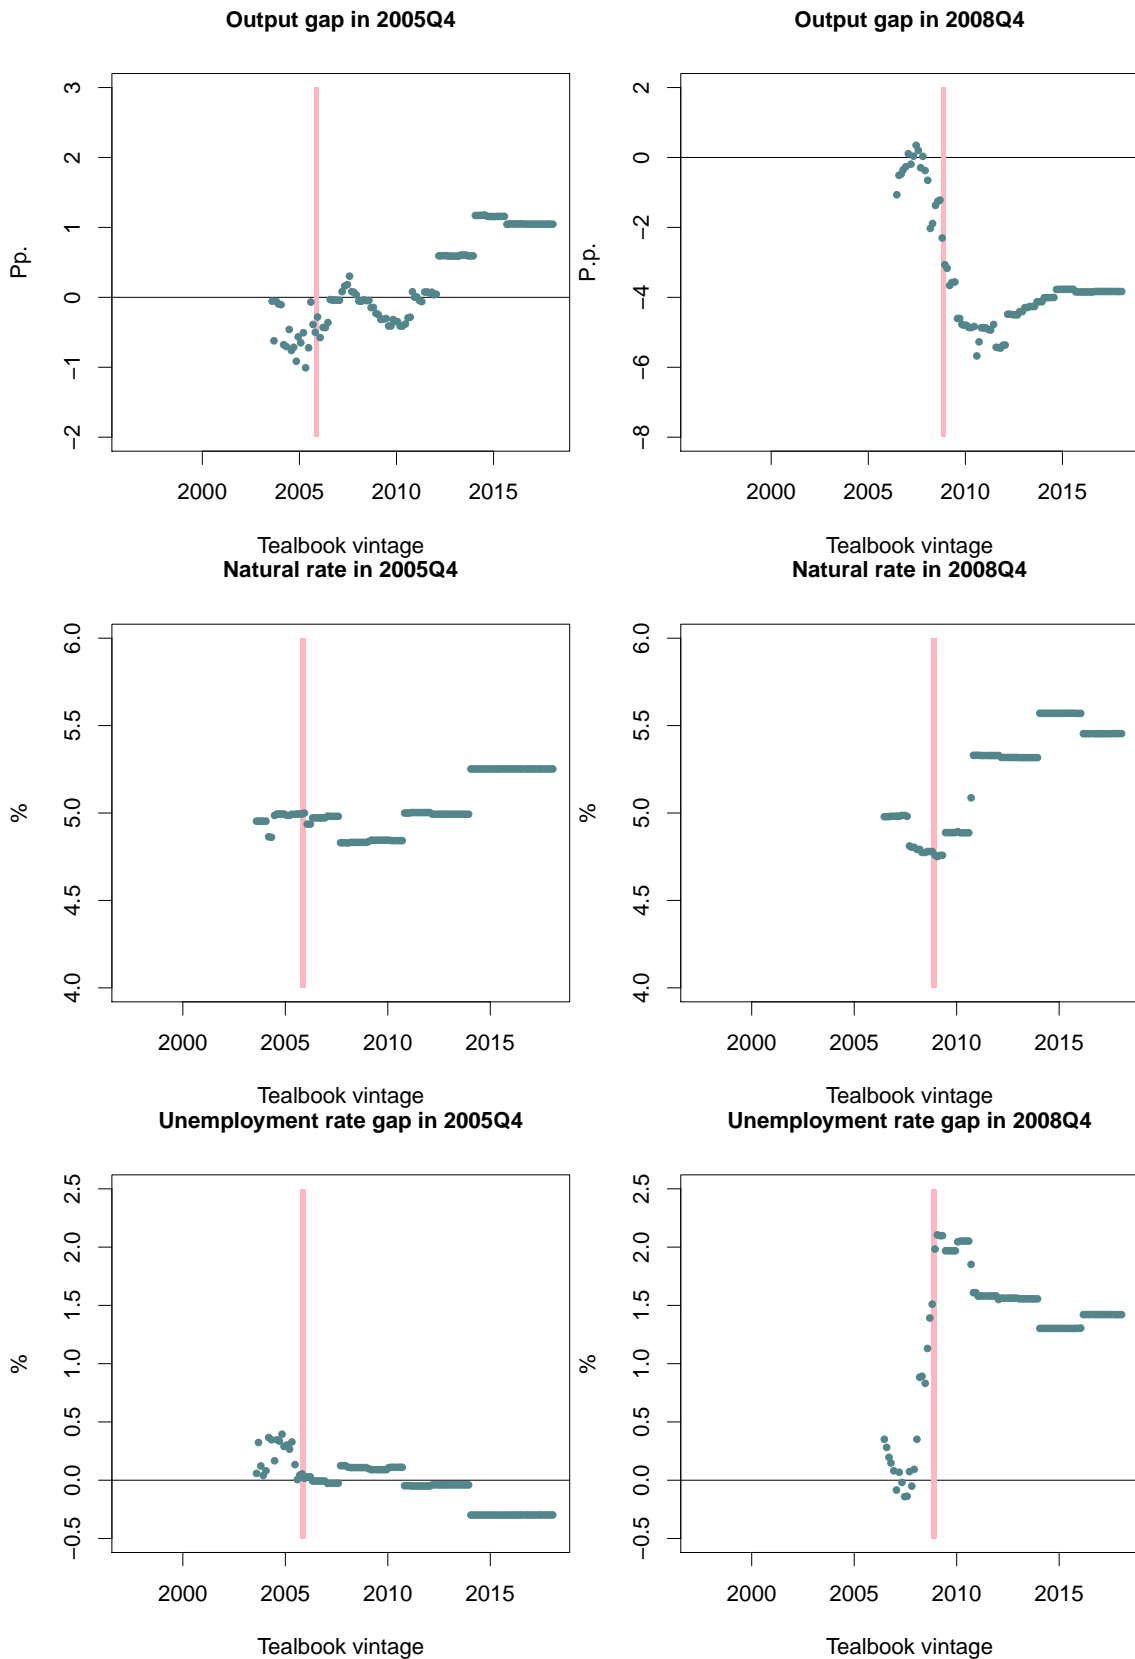 Output gap in 2005Q4
Pp.
3
2
1
0
−1
−2
2000 2005 2010 2015
Tealbook vintage
Output gap in 2008Q4
P.p.
2
0
−2
−4
−6
−8
2000 2005 2010 2015
Tealbook vintage
Natural rate in 2005Q4
%
6.0
5.5
5.0
4.5
4.0
2000 2005 2010 2015
Tealbook vintage
Natural rate in 2008Q4
%
6.0
5.5
5.0
4.5
4.0
2000 2005 2010 2015
Tealbook vintage
Unemployment rate gap in 2005Q4
%
2.5
2.0
1.5
1.0
0.5
0.0
−0.5
2000 2005 2010 2015
Tealbook vintage
Unemployment rate gap in 2008Q4
%
2.5
2.0
1.5
1.0
0.5
0.0
−0.5
2000 2005 2010 2015
Tealbook vintage